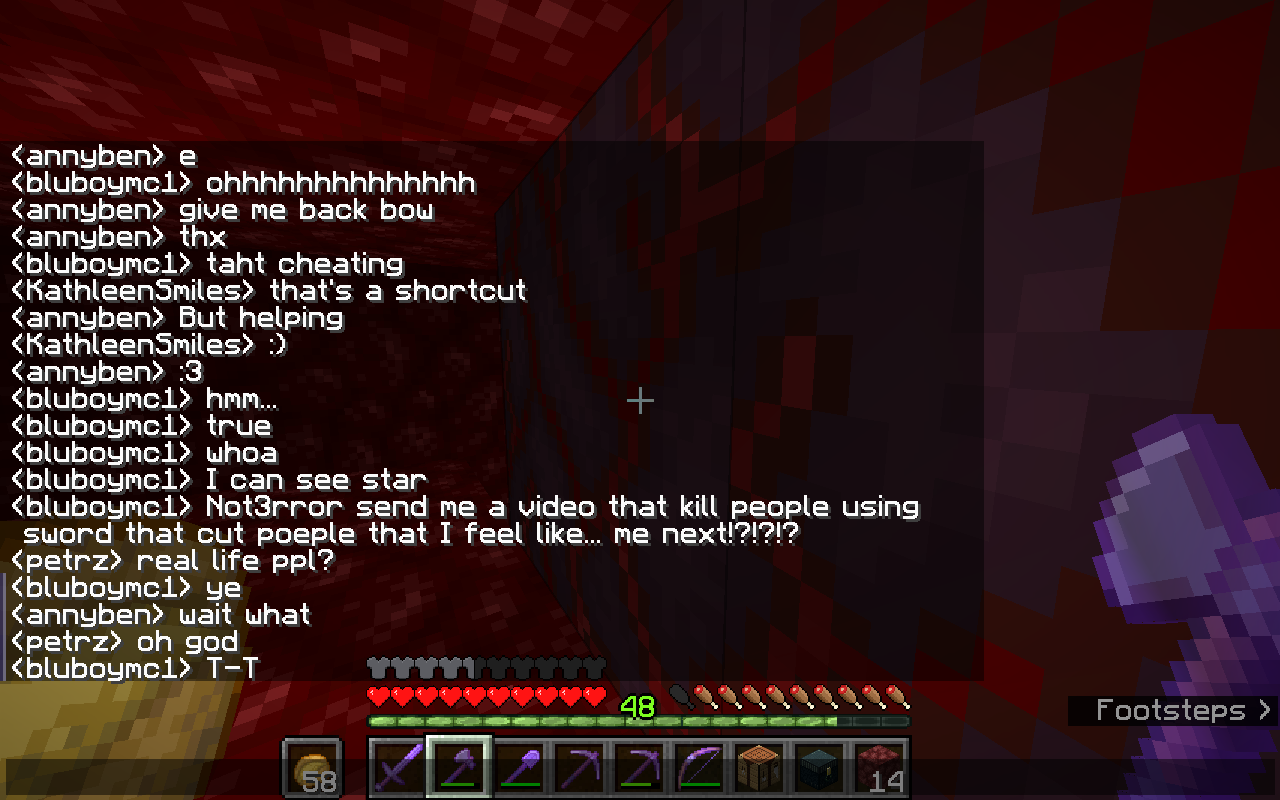 <annyben> e
<bluboymc1> ohhhhhhhhhhhhhhh
<annyben> give me back bow
<annyben> thx
<bluboymc1> taht cheating
<KathleenSmiles> that's a shortcut
<annyben> But helping
<KathleenSmiles> :)
<annyben> :3
<bluboymc1> hmm...
<bluboymc1> true
<bluboymc1> whoa
<bluboymc1> I can see star
<bluboymc1> Not3rror send me a video that kill people using
sword that cut poeple that I feel like... me next!?!?!?
<petrz> real life ppl?
<bluboymc1> ye
<annyben> wait what
<petrz> oh god
<bluboymc1> T-T
48
Footsteps >
58
14